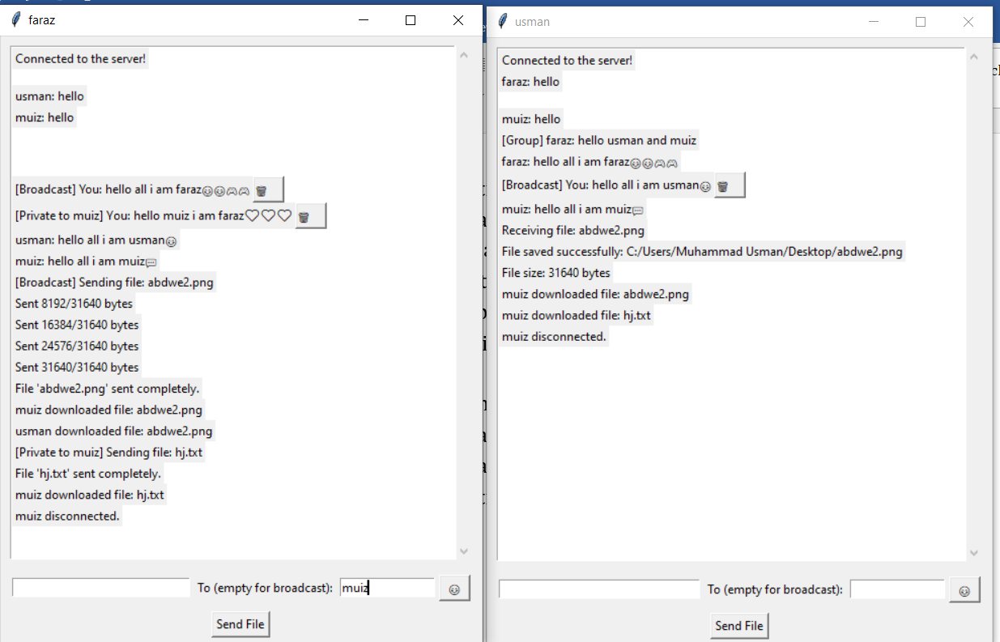 faraz
Connected to the server!
usman: hello
muiz: hello
[Broadcast] You: hello all i am faraz😊😊🎮🎮 🗑
[Private to muiz] You: hello muiz i am faraz♡♡♡ 🗑
usman: hello all i am usman😊
muiz: hello all i am muiz💬
[Broadcast] Sending file: abdwe2.png
Sent 8192/31640 bytes
Sent 16384/31640 bytes
Sent 24576/31640 bytes
Sent 31640/31640 bytes
File 'abdwe2.png' sent completely.
muiz downloaded file: abdwe2.png
usman downloaded file: abdwe2.png
[Private to muiz] Sending file: hj.txt
File 'hj.txt' sent completely.
muiz downloaded file: hj.txt
muiz disconnected.
To (empty for broadcast): muiz 😊
Send File
usman
Connected to the server!
faraz: hello
muiz: hello
[Group] faraz: hello usman and muiz
faraz: hello all i am faraz😊😊🎮🎮
[Broadcast] You: hello all i am usman😊 🗑
muiz: hello all i am muiz💬
Receiving file: abdwe2.png
File saved successfully: C:/Users/Muhammad Usman/Desktop/abdwe2.png
File size: 31640 bytes
muiz downloaded file: abdwe2.png
muiz downloaded file: hj.txt
muiz disconnected.
To (empty for broadcast): 😊
Send File